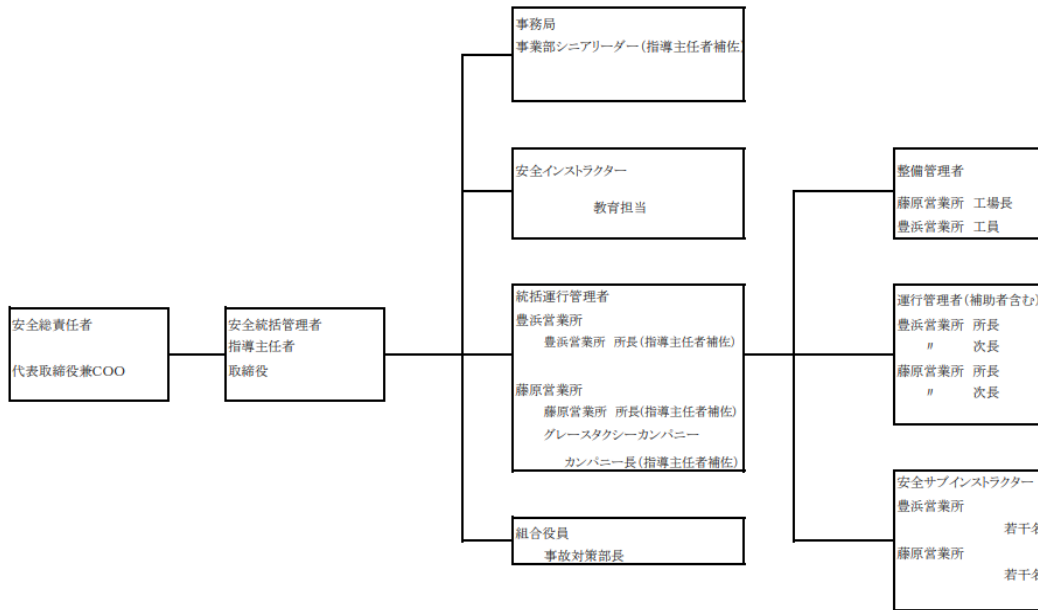 安全総責任者
代表取締役兼COO
安全統括管理者
指導主任者
取締役
事務局
事業部シニアリーダー(指導主任者補佐)
安全インストラクター
教育担当
統括運行管理者
豊浜営業所
豊浜営業所 所長(指導主任者補佐)
藤原営業所
藤原営業所 所長(指導主任者補佐)
グレースタクシーカンパニー
カンパニー長(指導主任者補佐)
組合役員
事故対策部長
整備管理者
藤原営業所 工場長
豊浜営業所 工員
運行管理者(補助者含む)
豊浜営業所 所長
〃 次長
藤原営業所 所長
〃 次長
安全サブインストラクター
豊浜営業所
若干名
藤原営業所
若干名